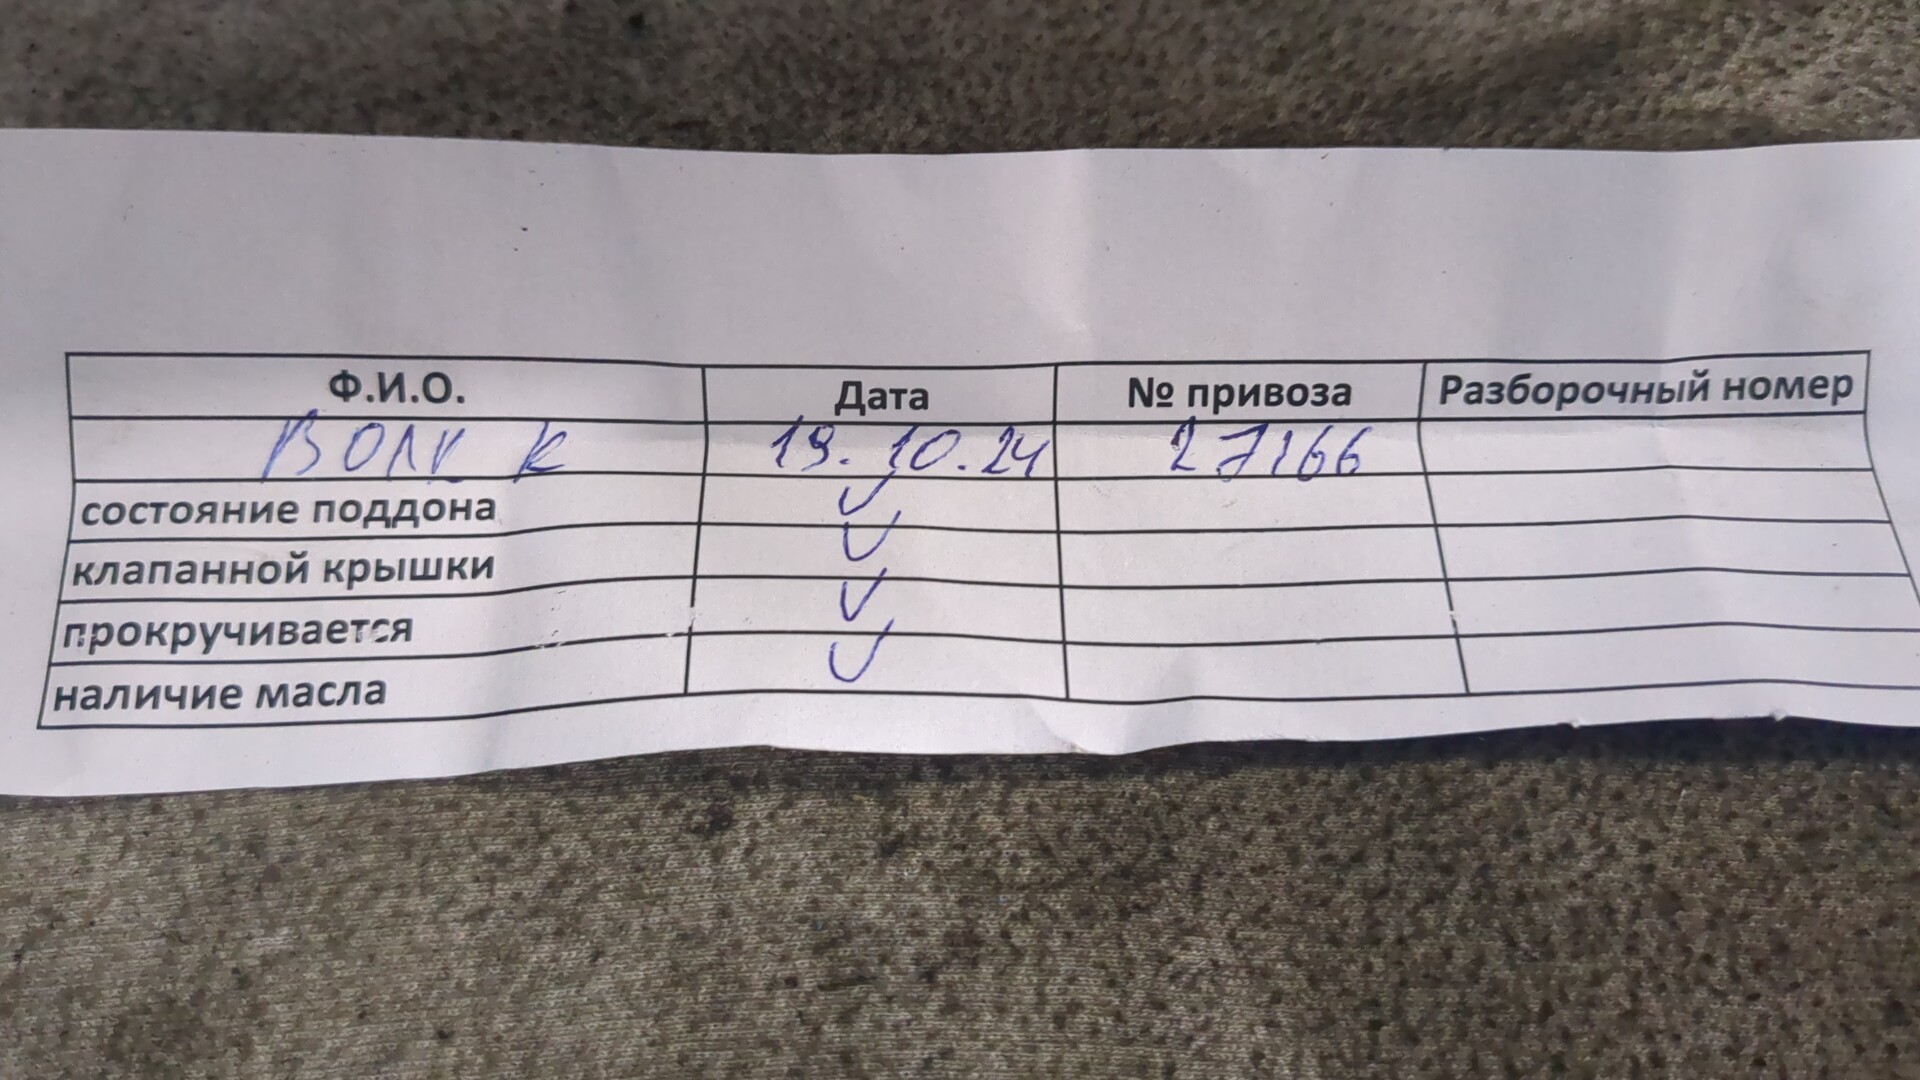 Ф.И.О. Дата № привоза Разборочный номер
Волк К 19.10.24 27166
состояние поддона ✓
клапанной крышки ✓
прокручивается ✓
наличие масла ✓